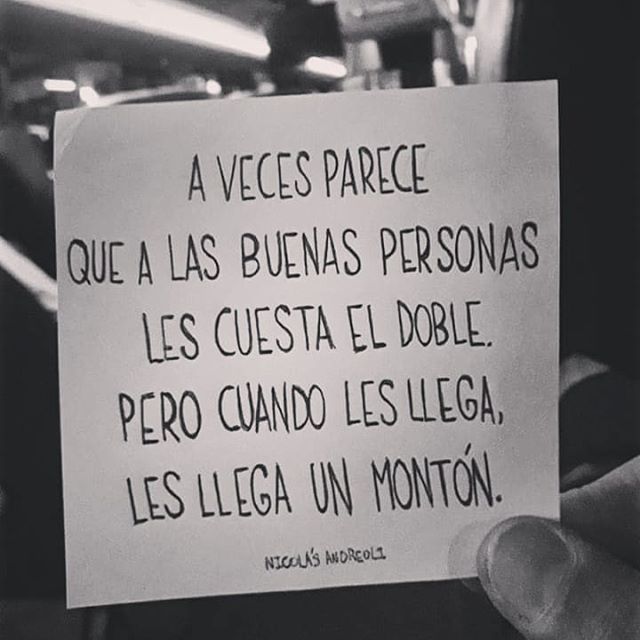 A VECES PARECE
QUE A LAS BUENAS PERSONAS
LES CUESTA EL DOBLE.
PERO CUANDO LES LLEGA,
LES LLEGA UN MONTÓN.
NICOLÁS ANDREOLI